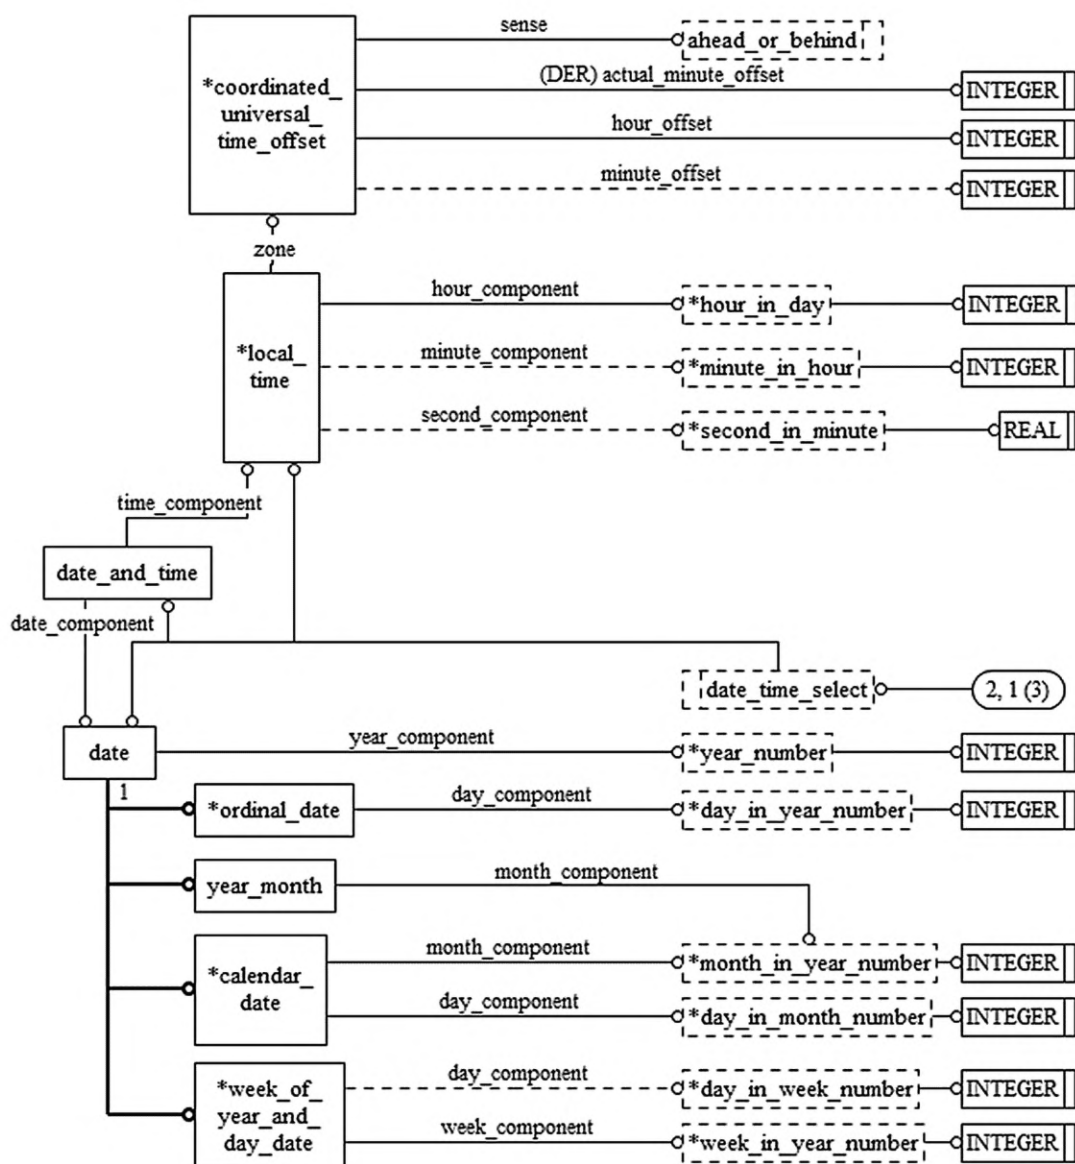 sense
ahead_or_behind
*coordinated_
universal_
time_offset
(DER) actual_minute_offset
INTEGER
hour_offset
INTEGER
minute_offset
INTEGER
zone
*local_
time
hour_component
*hour_in_day
INTEGER
minute_component
*minute_in_hour
INTEGER
second_component
*second_in_minute
REAL
time_component
date_and_time
date_component
date_time_select
2, 1 (3)
date
year_component
*year_number
INTEGER
1
*ordinal_date
day_component
*day_in_year_number
INTEGER
year_month
month_component
*calendar_
date
month_component
*month_in_year_number
INTEGER
day_component
*day_in_month_number
INTEGER
*week_of_
year_and_
day_date
day_component
*day_in_week_number
INTEGER
week_component
*week_in_year_number
INTEGER